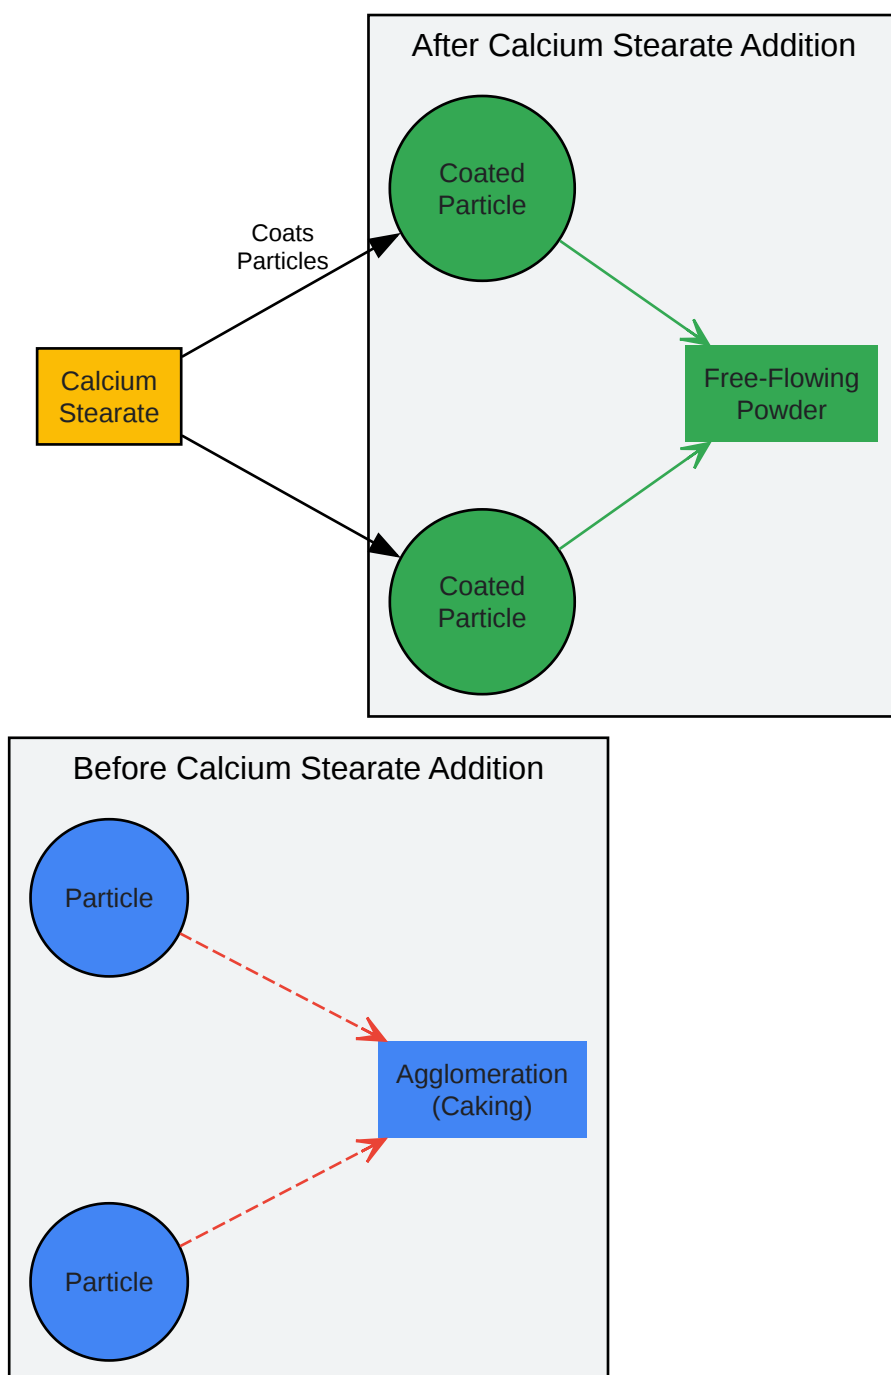 After Calcium Stearate Addition
Coated
Particle
Coats
Particles
Calcium
Stearate
Free-Flowing
Powder
Coated
Particle
Before Calcium Stearate Addition
Particle
Agglomeration
(Caking)
Particle